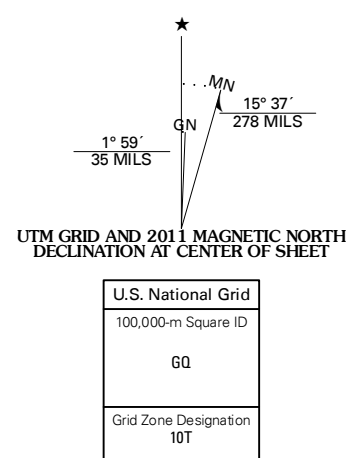 ★
MN
15° 37´
278 MILS
GN
1° 59´
35 MILS
UTM GRID AND 2011 MAGNETIC NORTH
DECLINATION AT CENTER OF SHEET
U.S. National Grid
100,000-m Square ID
GQ
Grid Zone Designation
10T